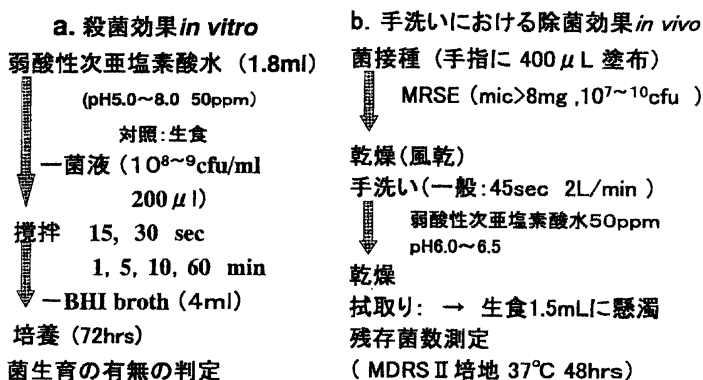 a. 殺菌効果in vitro
弱酸性次亜塩素酸水 (1.8ml)
(pH5.0～8.0 50ppm)
対照:生食
―菌液 (10⁸～⁹cfu/ml
200μl)
攪拌 15, 30 sec
1, 5, 10, 60 min
―BHI broth (4ml)
培養 (72hrs)
菌生育の有無の判定
b. 手洗いにおける除菌効果in vivo
菌接種 (手指に 400μL 塗布)
MRSE (mic>8mg ,10⁷～¹⁰cfu )
乾燥(風乾)
手洗い(一般:45sec 2L/min )
弱酸性次亜塩素酸水50ppm
pH6.0～6.5
乾燥
拭取り: → 生食1.5mLに懸濁
残存菌数測定
( MDRSⅡ培地 37℃ 48hrs)